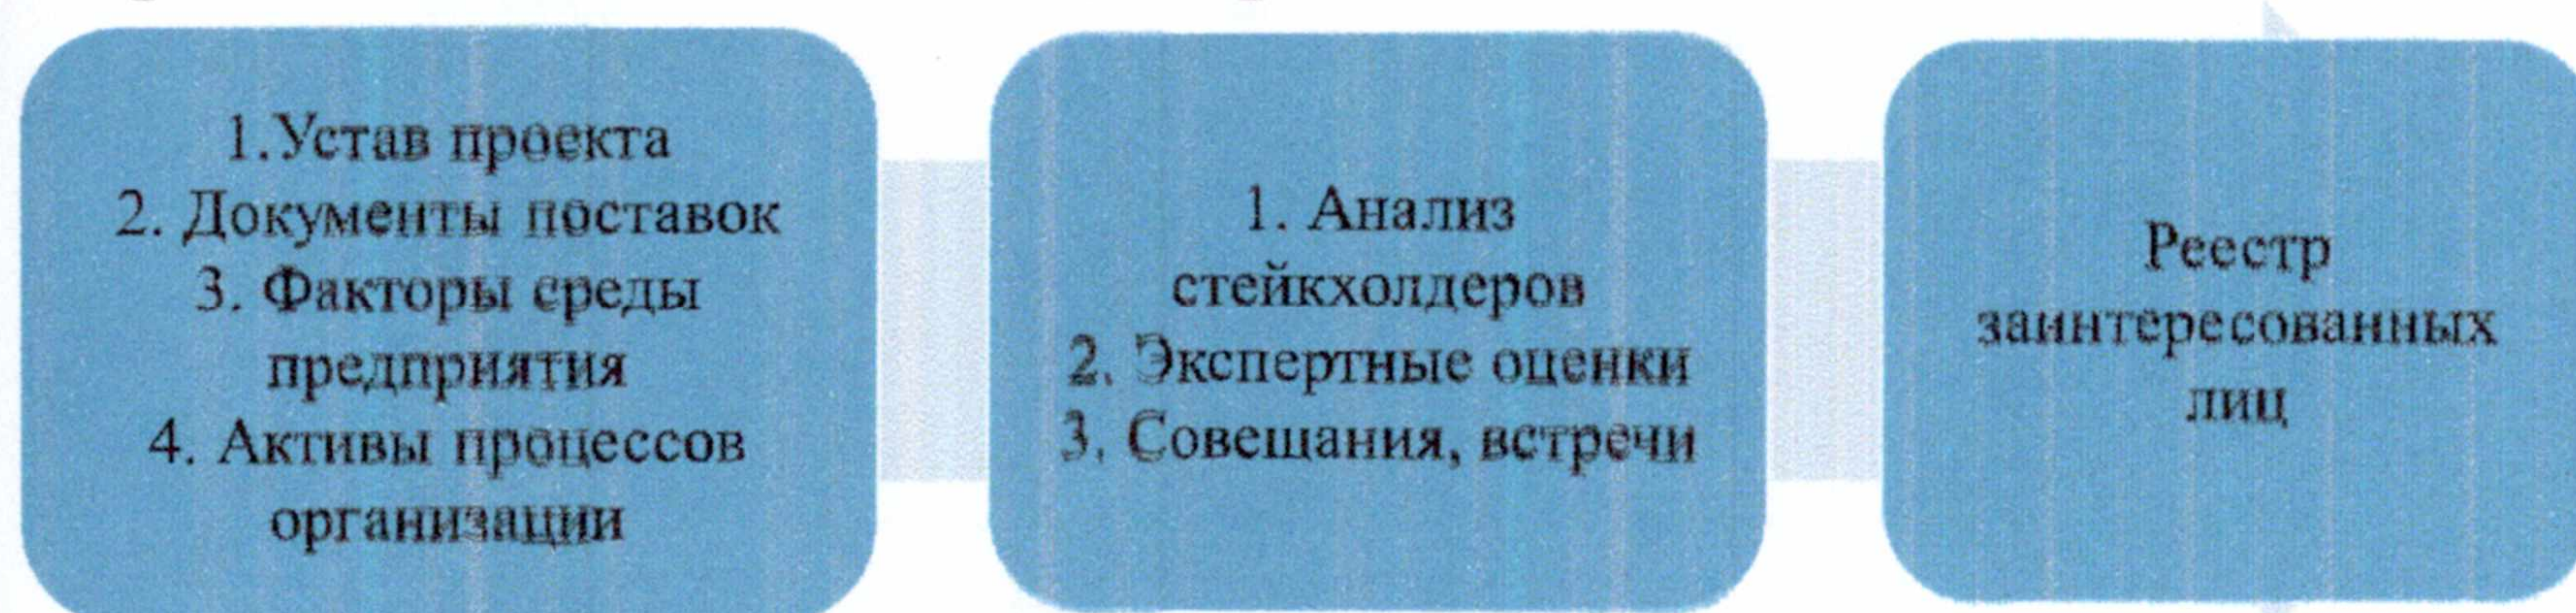 1.Устав проекта
2. Документы поставок
3. Факторы среды
предприятия
4. Активы процессов
организации
1. Анализ
стейкхолдеров
2. Экспертные оценки
3. Совещания, встречи
Реестр
заинтересованных
лиц